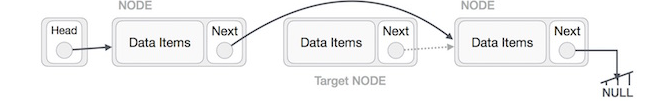 NODE
NODE
Head
Data Items
Next
Data Items
Next
Data Items
Next
Target NODE
NULL